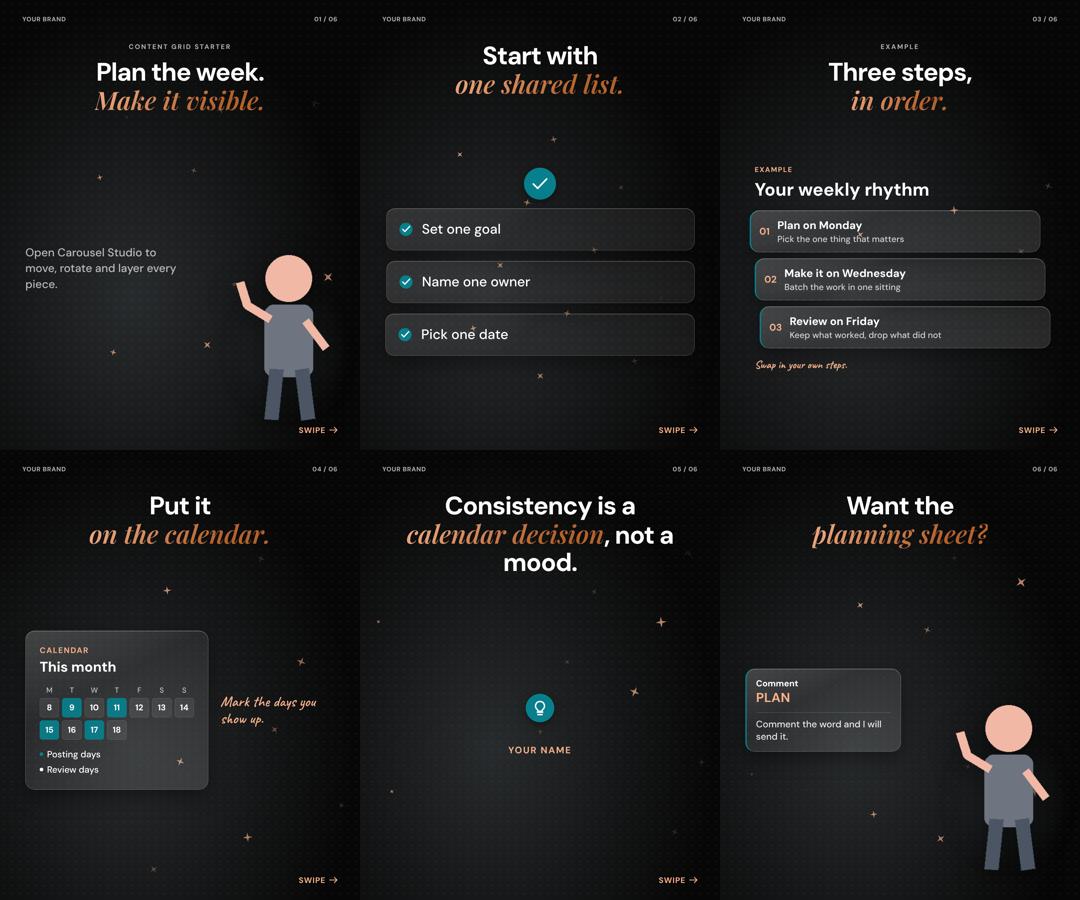 YOUR BRAND
01 / 06
CONTENT GRID STARTER
Plan the week.
Make it visible.
Open Carousel Studio to
move, rotate and layer every
piece.
SWIPE →
YOUR BRAND
02 / 06
Start with
one shared list.
Set one goal
Name one owner
Pick one date
SWIPE →
YOUR BRAND
03 / 06
EXAMPLE
Three steps,
in order.
EXAMPLE
Your weekly rhythm
01
Plan on Monday
Pick the one thing that matters
02
Make it on Wednesday
Batch the work in one sitting
03
Review on Friday
Keep what worked, drop what did not
Swap in your own steps.
SWIPE →
YOUR BRAND
04 / 06
Put it
on the calendar.
CALENDAR
This month
M T W T F S S
8 9 10 11 12 13 14
15 16 17 18
Posting days
Review days
Mark the days you
show up.
SWIPE →
YOUR BRAND
05 / 06
Consistency is a
calendar decision, not a
mood.
YOUR NAME
SWIPE →
YOUR BRAND
06 / 06
Want the
planning sheet?
Comment
PLAN
Comment the word and I will
send it.